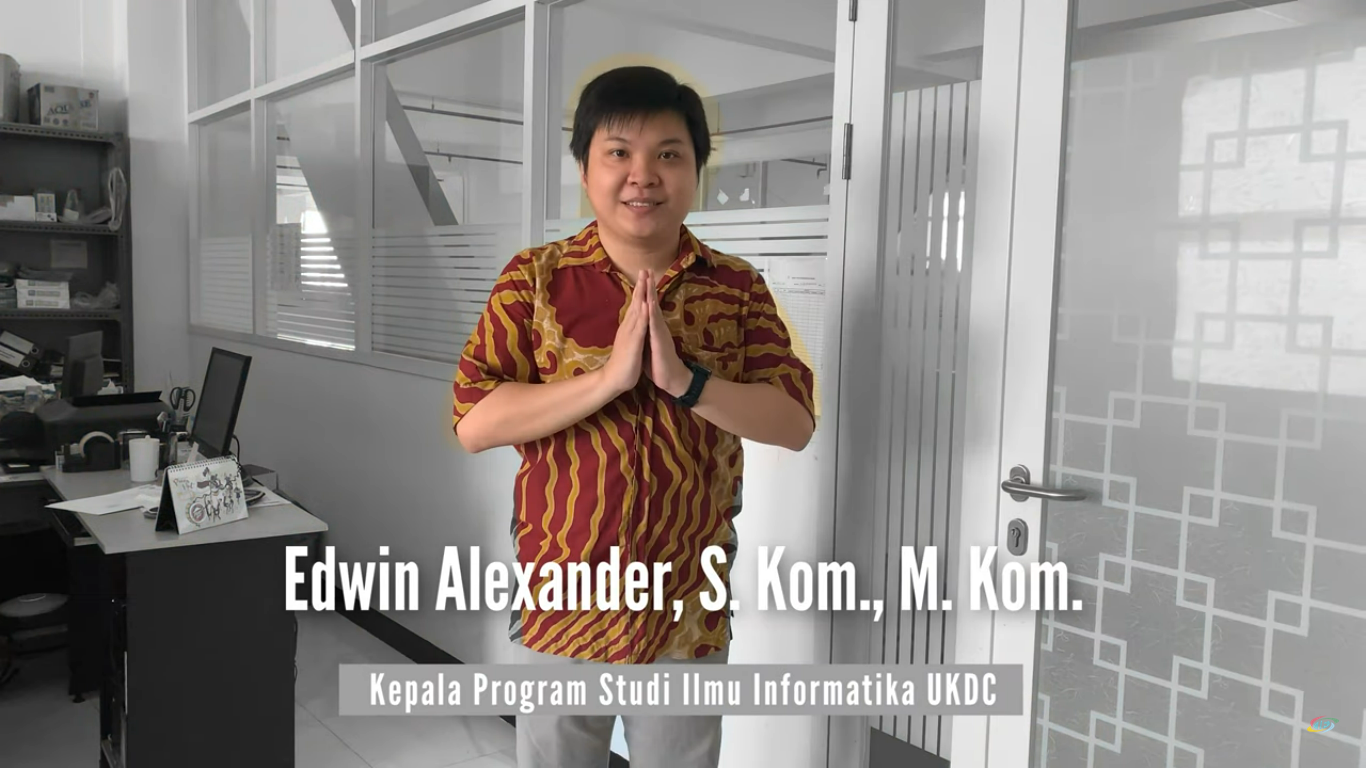 Edwin Alexander, S. Kom., M. Kom.
Kepala Program Studi Ilmu Informatika UKDC